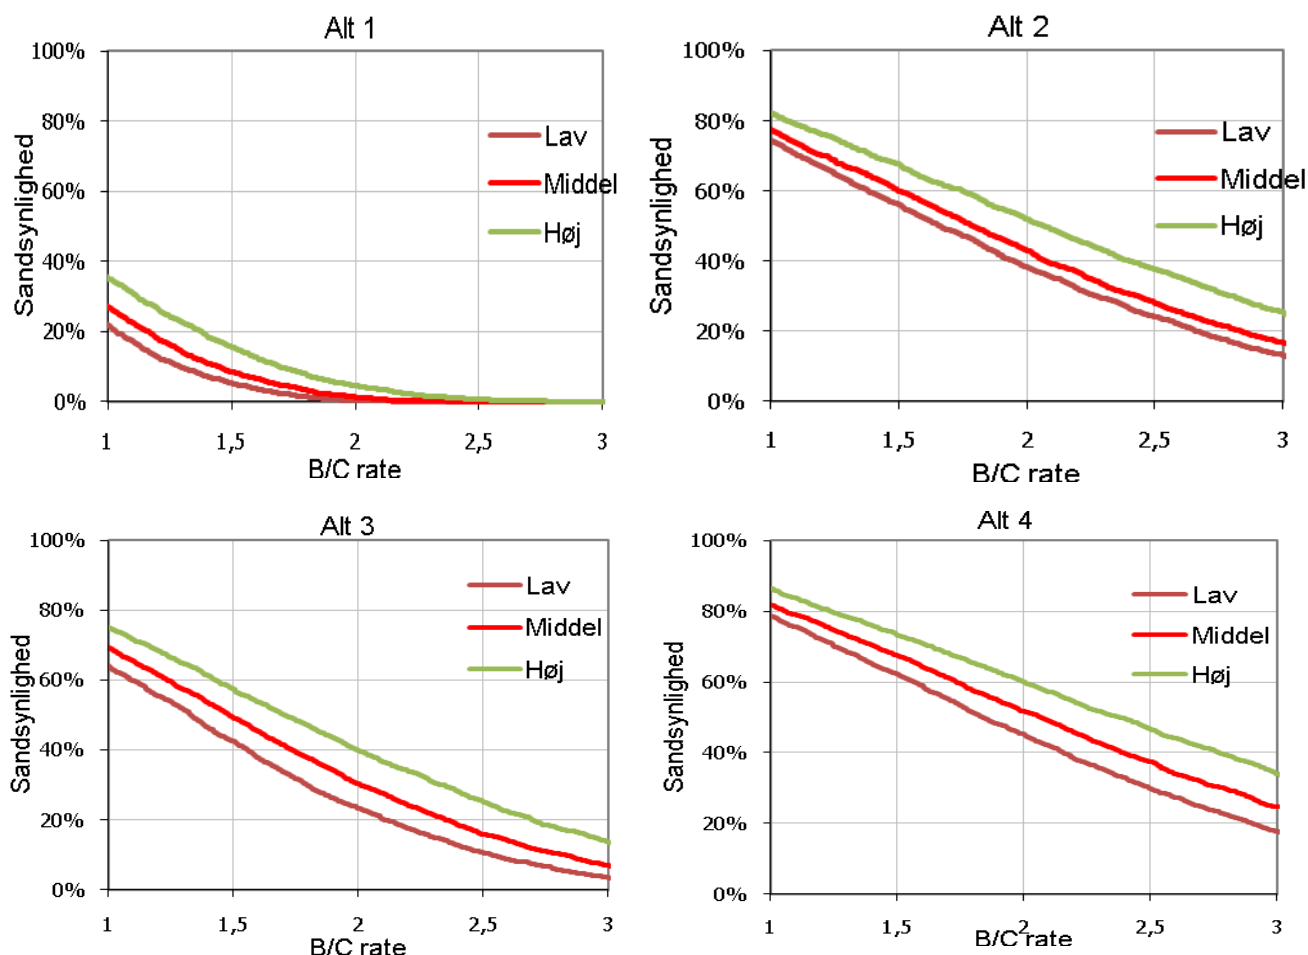 Alt 1
100%
80%
60%
40%
20%
0%
Sandsynlighed
Lav
Middel
Høj
1 1,5 2 2,5 3
B/C rate
Alt 2
100%
80%
60%
40%
20%
0%
Sandsynlighed
Lav
Middel
Høj
1 1,5 2 2,5 3
B/C rate
Alt 3
100%
80%
60%
40%
20%
0%
Sandsynlighed
Lav
Middel
Høj
1 1,5 2 2,5 3
B/C rate
Alt 4
100%
80%
60%
40%
20%
0%
Sandsynlighed
Lav
Middel
Høj
1 1,5 2 2,5 3
B/C rate